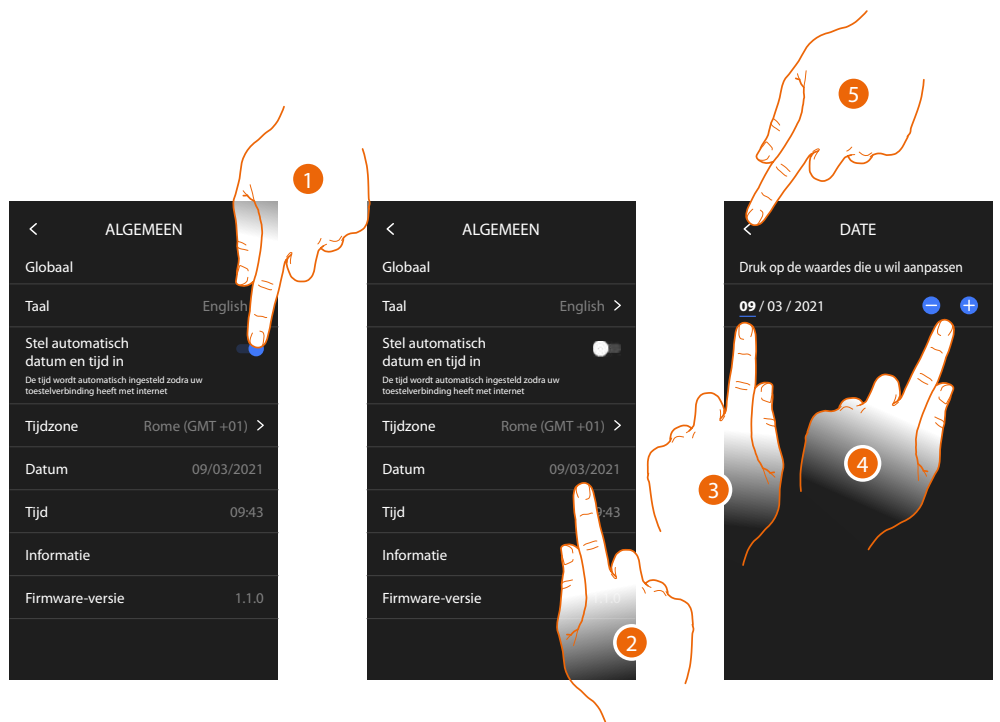 1
ALGEMEEN
Globaal
Taal English
Stel automatisch
datum en tijd in
De tijd wordt automatisch ingesteld zodra uw
toestelverbinding heeft met internet
Tijdzone Rome (GMT +01) >
Datum 09/03/2021
Tijd 09:43
Informatie
Firmware-versie 1.1.0
< ALGEMEEN
Globaal
Taal English >
Stel automatisch
datum en tijd in
De tijd wordt automatisch ingesteld zodra uw
toestelverbinding heeft met internet
Tijdzone Rome (GMT +01) >
Datum 09/03/2021
Tijd 9:43
Informatie
Firmware-versie
2
5
< DATE
Druk op de waardes die u wil aanpassen
09 / 03 / 2021 − +
3
4